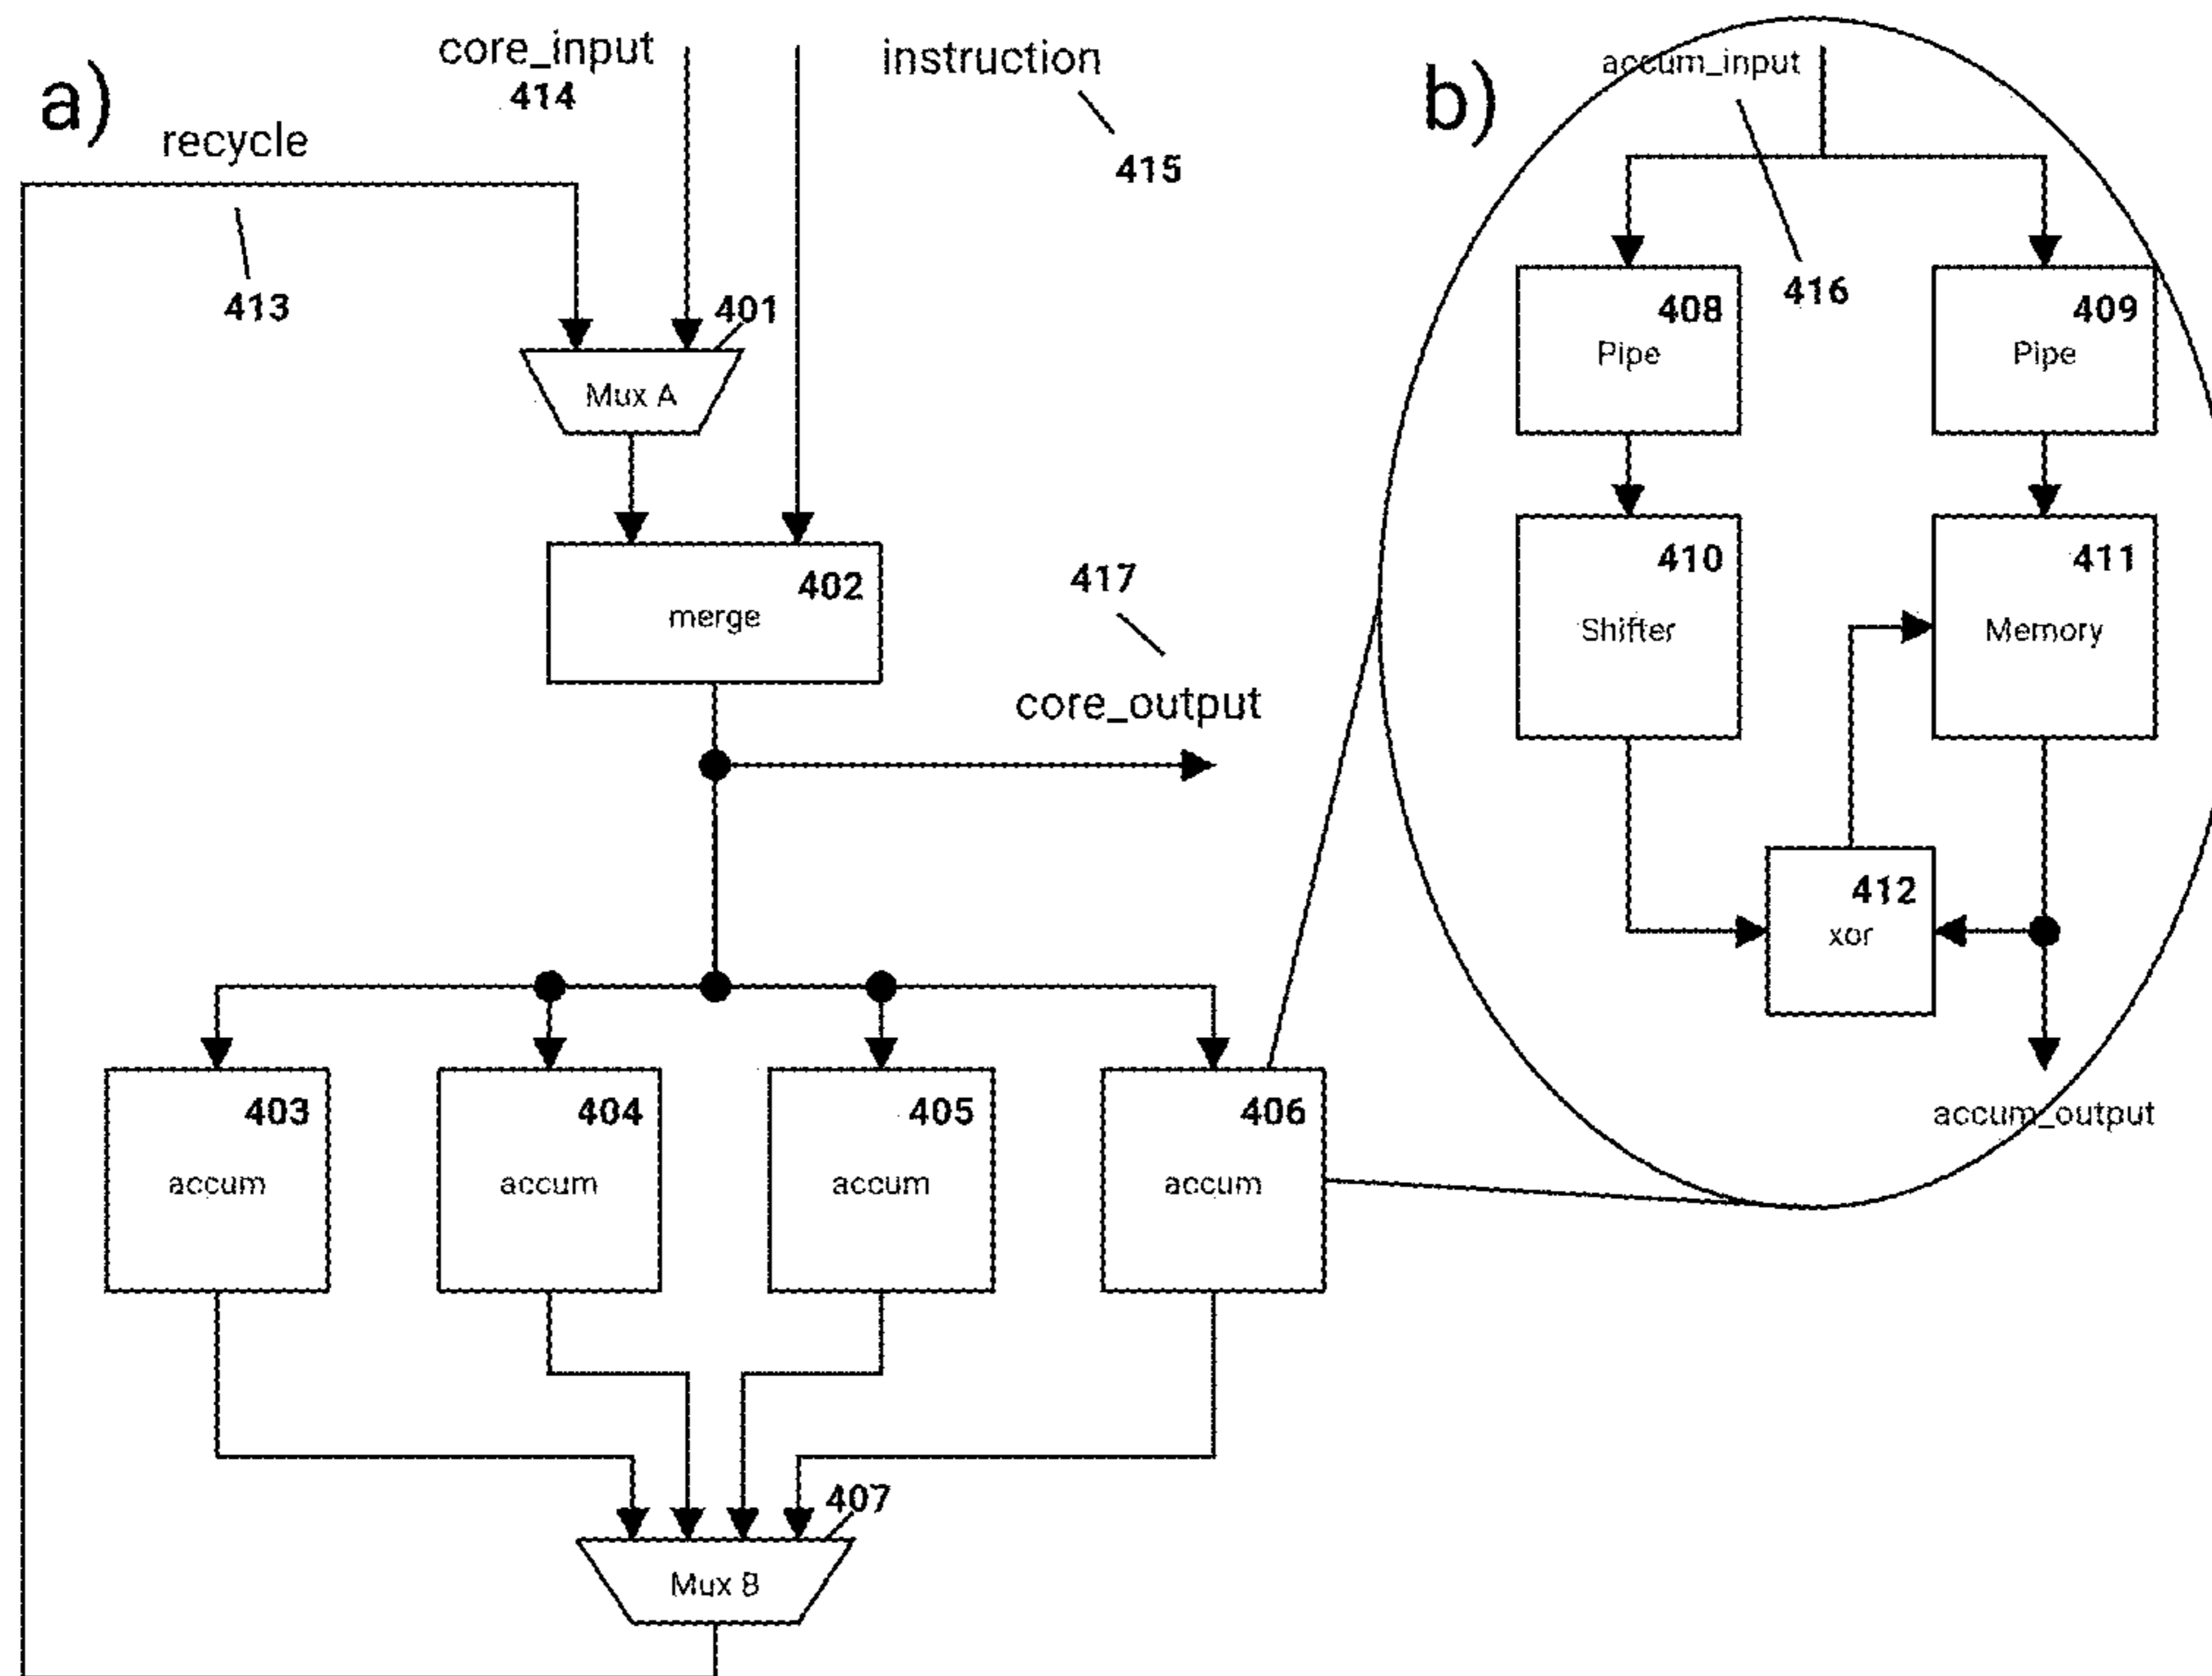 a)
core_input
414
instruction
415
recycle
413
401
Mux A
402
merge
417
core_output
403
accum
404
accum
405
accum
406
accum
407
Mux B
b)
accum_input
416
408
Pipe
409
Pipe
410
Shifter
411
Memory
412
xor
accum_output